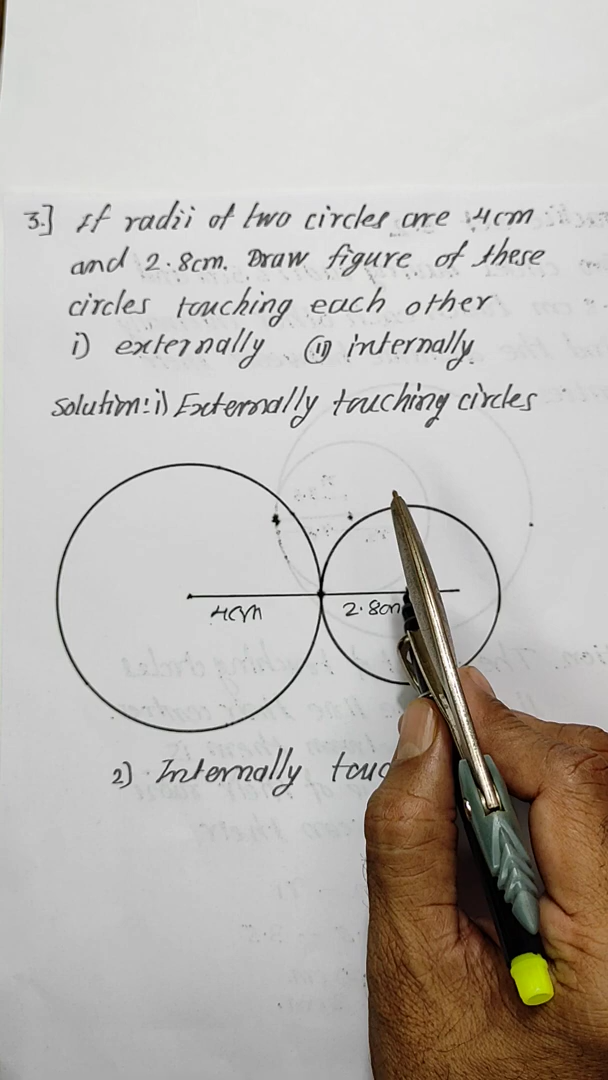 3.] If radii of two circles are 4cm
and 2.8cm. Draw figure of these
circles touching each other
i) externally (ii) internally.
Solution: i) Externally touching circles
4cm
2.8cm
2) Internally